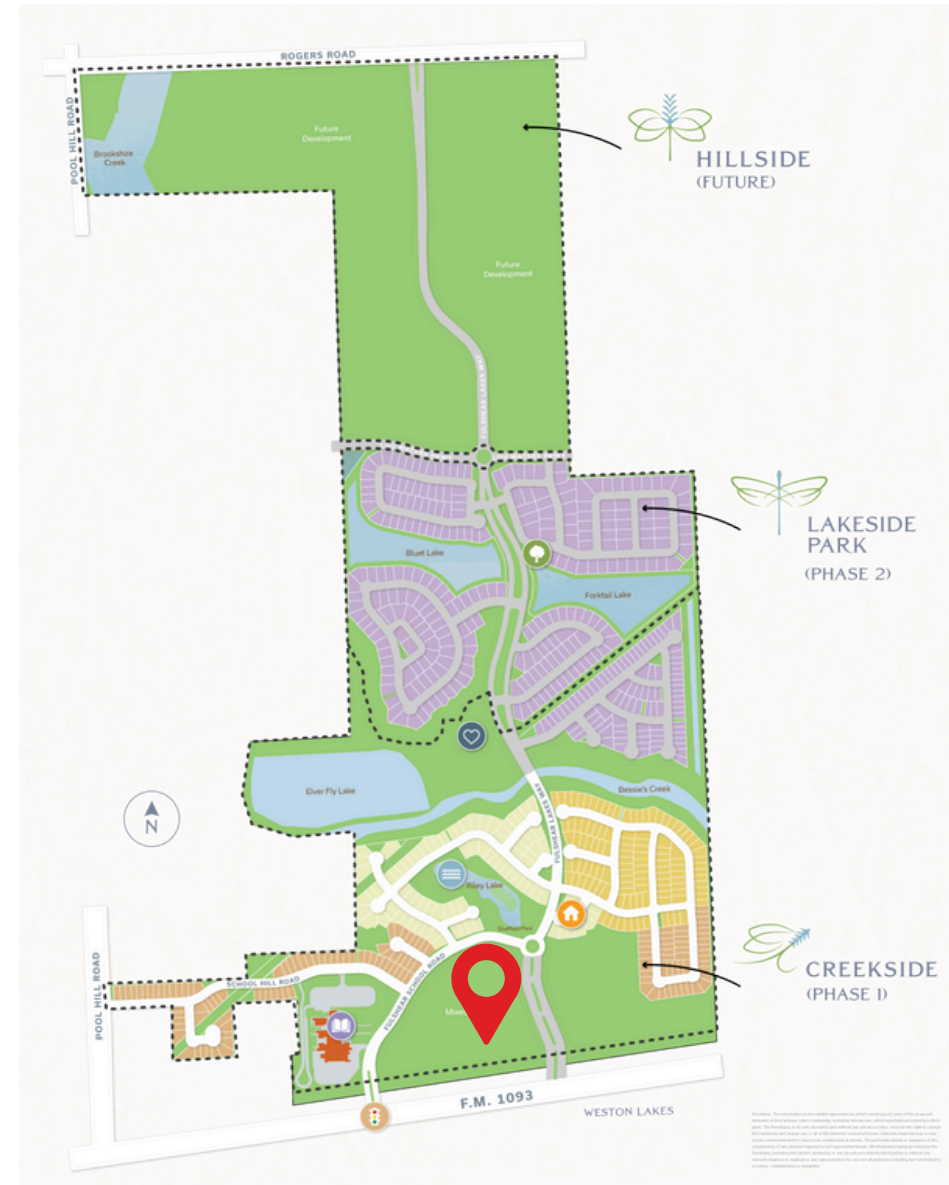 ROGERS ROAD
POOL HILL ROAD
Brookshire
Creek
Future
Development
HILLSIDE
(FUTURE)
Future
Development
FULSHEAR LAKES WAY
LAKESIDE
PARK
(PHASE 2)
Bluet Lake
Forktail Lake
Elver Fly Lake
Bessie's Creek
FULSHEAR LAKES WAY
Riley Lake
N
CREEKSIDE
(PHASE 1)
SCHOOL HILL ROAD
FULSHEAR SCHOOL ROAD
POOL HILL ROAD
F.M. 1093
WESTON LAKES